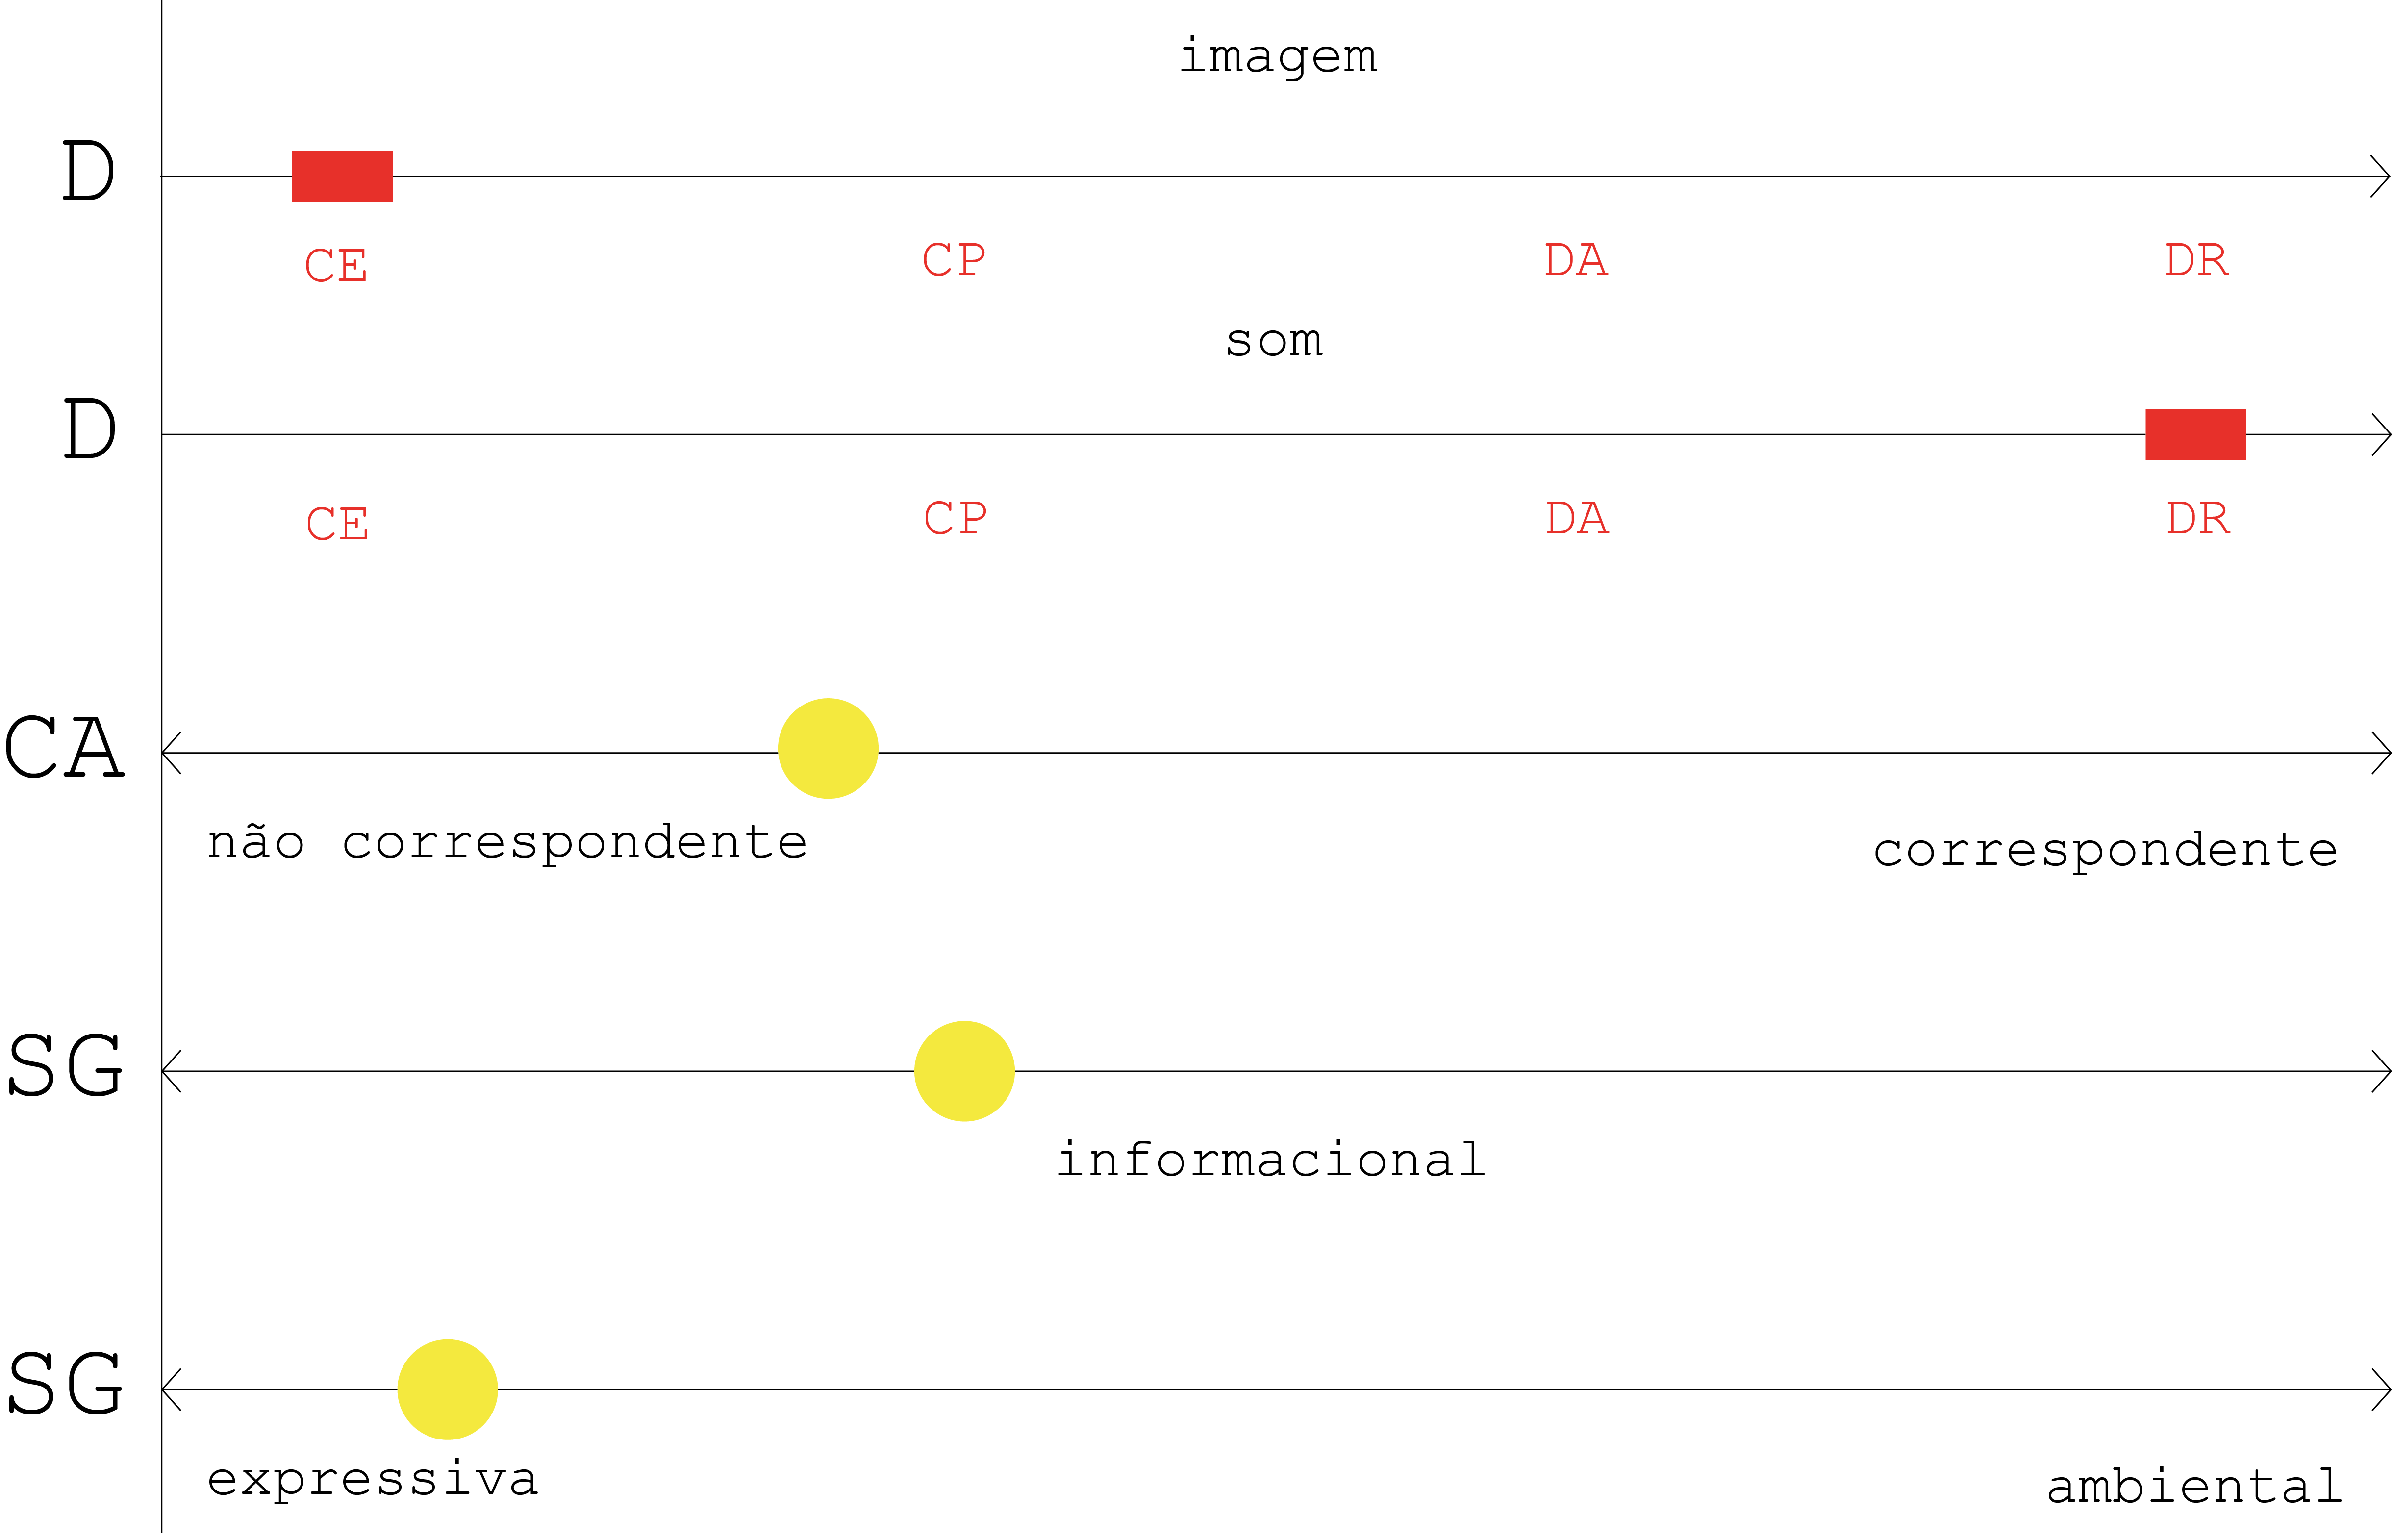 imagem
D
CE CP DA DR
som
D
CE CP DA DR
CA
não correspondente correspondente
SG
informacional
SG
expressiva ambiental